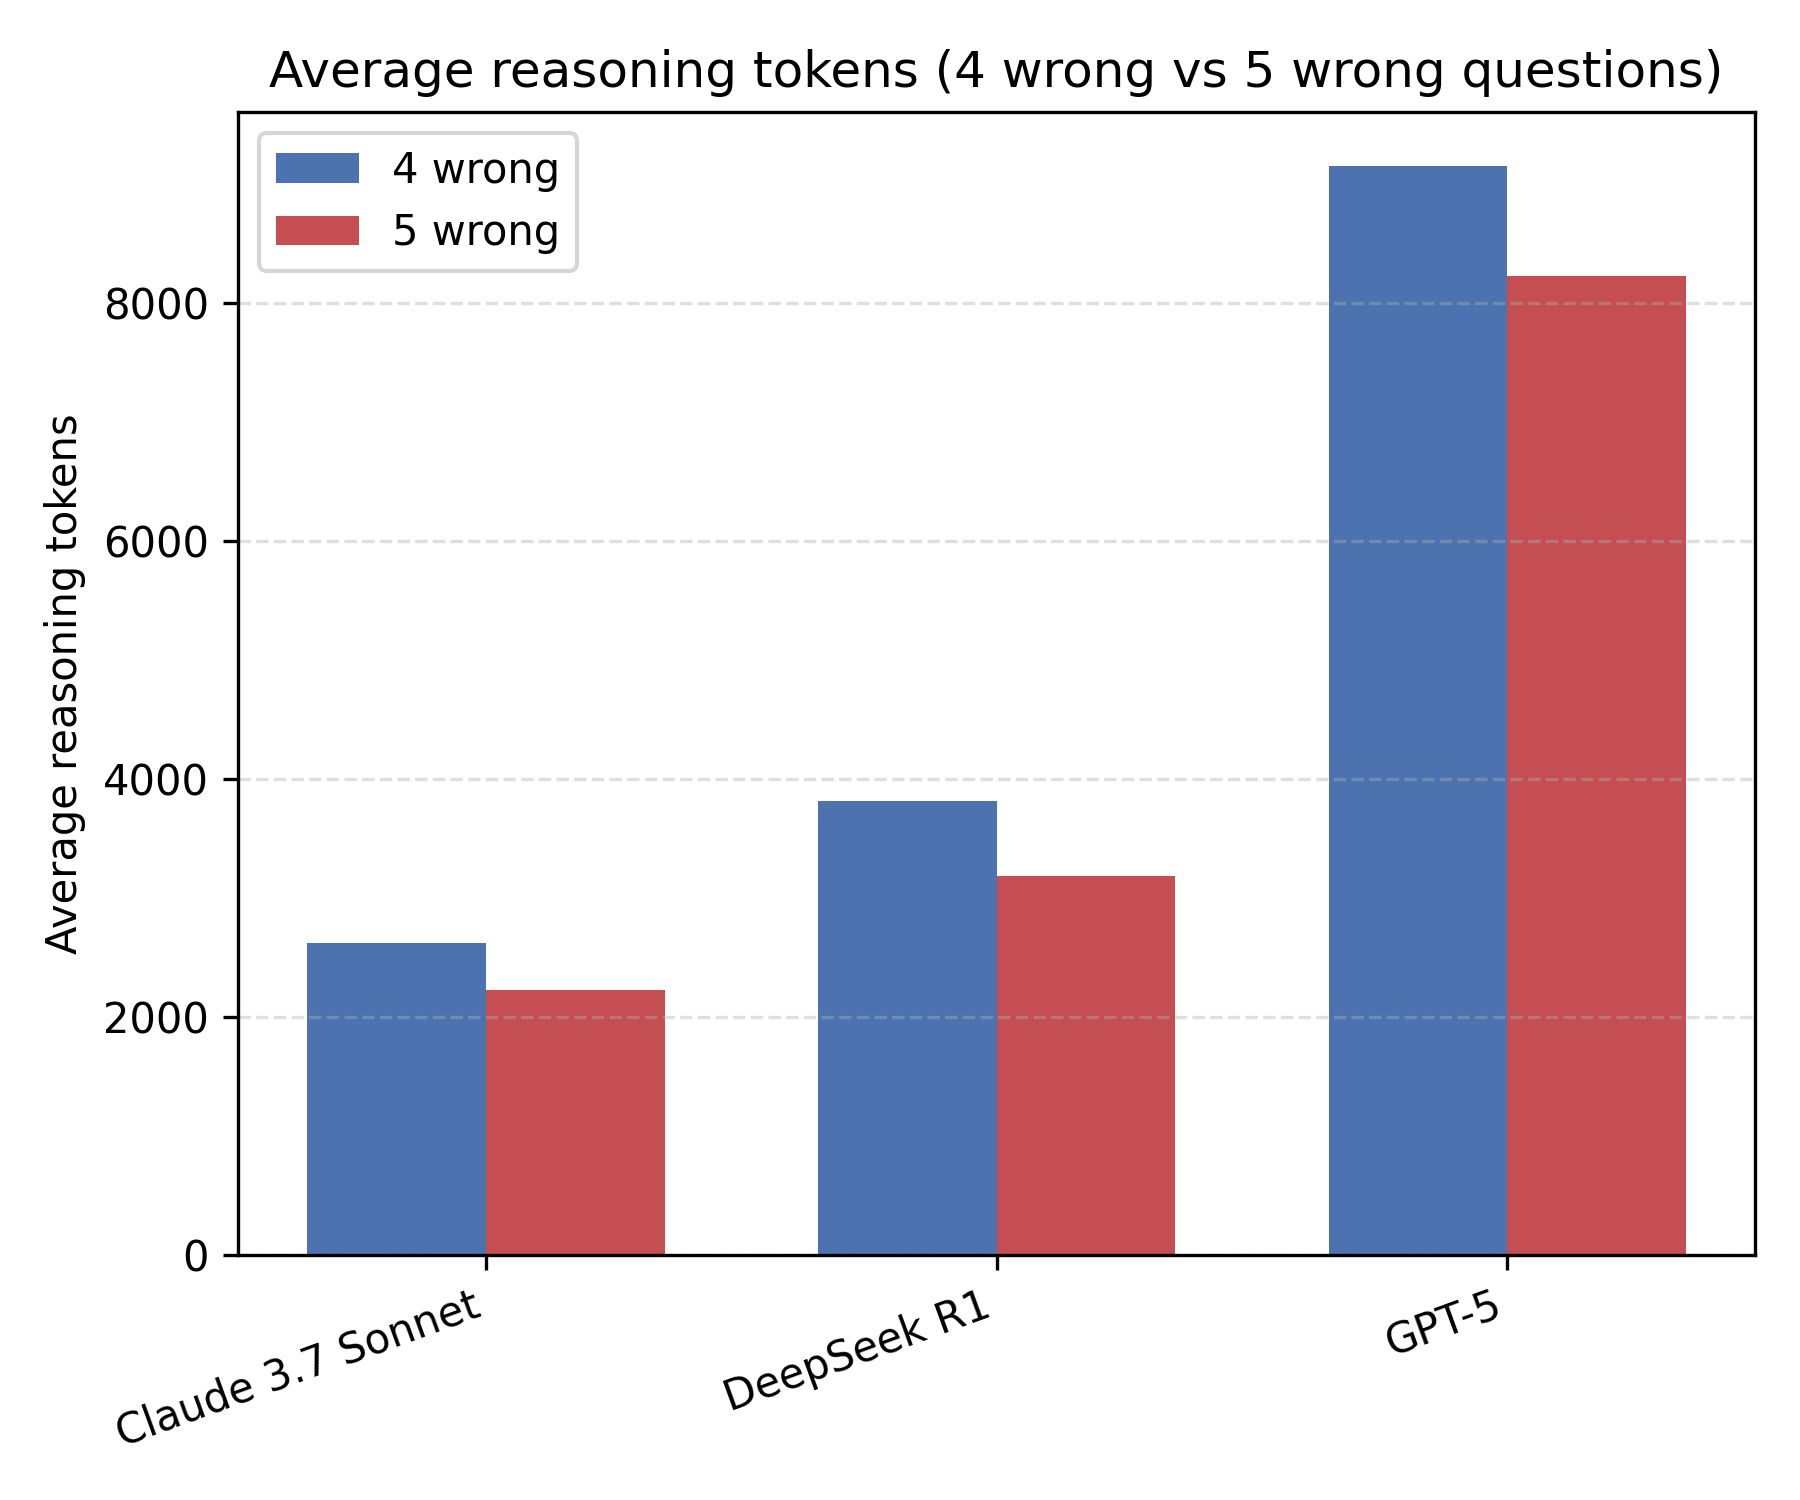 Average reasoning tokens (4 wrong vs 5 wrong questions)
4 wrong
5 wrong
Average reasoning tokens
8000
6000
4000
2000
0
Claude 3.7 Sonnet
DeepSeek R1
GPT-5